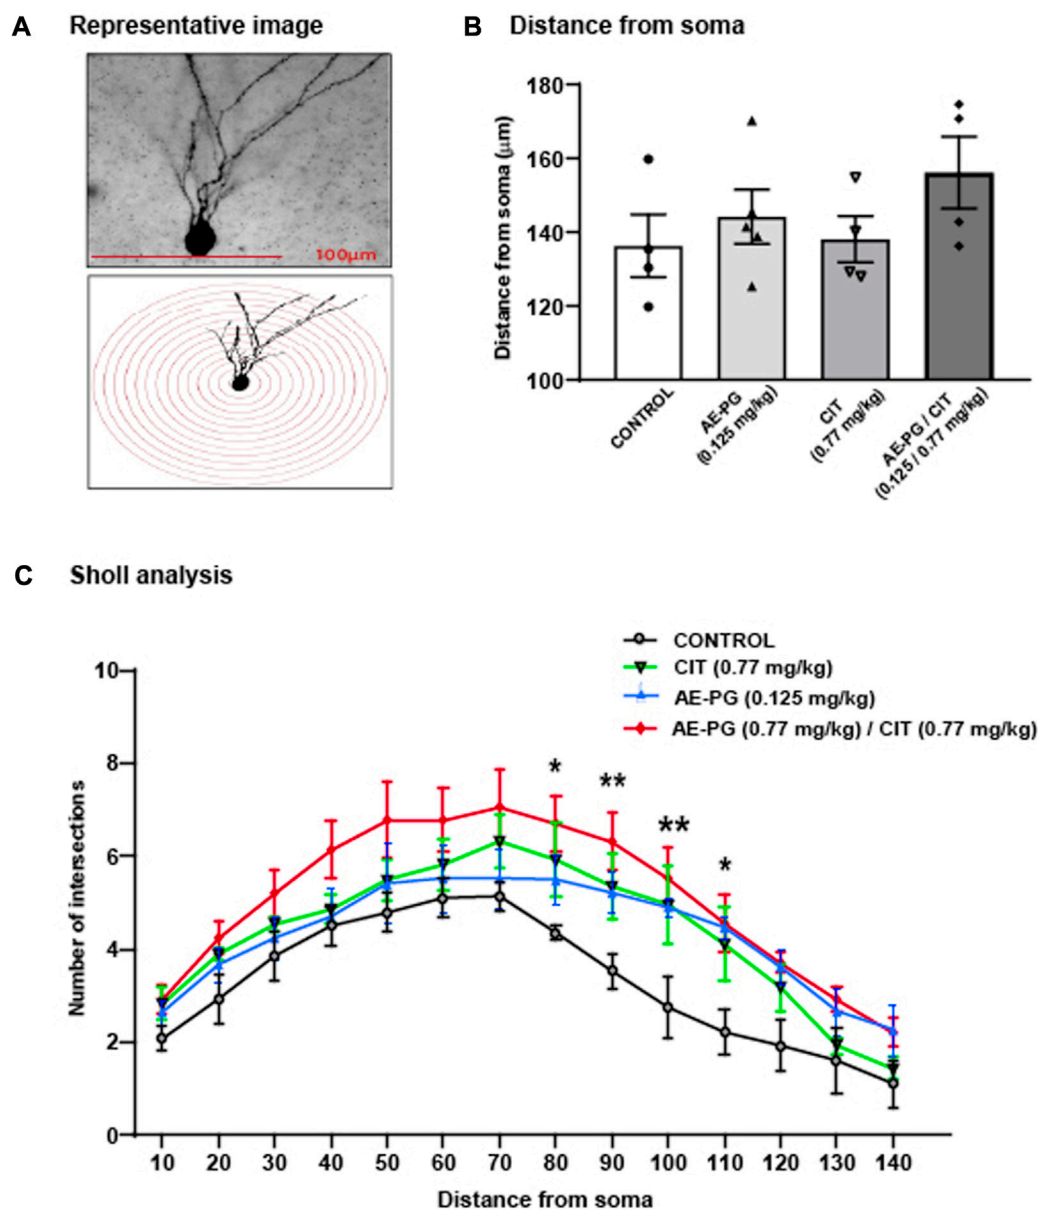 A Representative image
100µm
B Distance from soma
Distance from soma (µm)
180
160
140
120
100
CONTROL
AE-PG
(0.125 mg/kg)
CIT
(0.77 mg/kg)
AE-PG / CIT
(0.125 / 0.77 mg/kg)
C Sholl analysis
CONTROL
CIT (0.77 mg/kg)
AE-PG (0.125 mg/kg)
AE-PG (0.77 mg/kg) / CIT (0.77 mg/kg)
Number of intersections
10
8
6
4
2
0
* ** ** *
10 20 30 40 50 60 70 80 90 100 110 120 130 140
Distance from soma